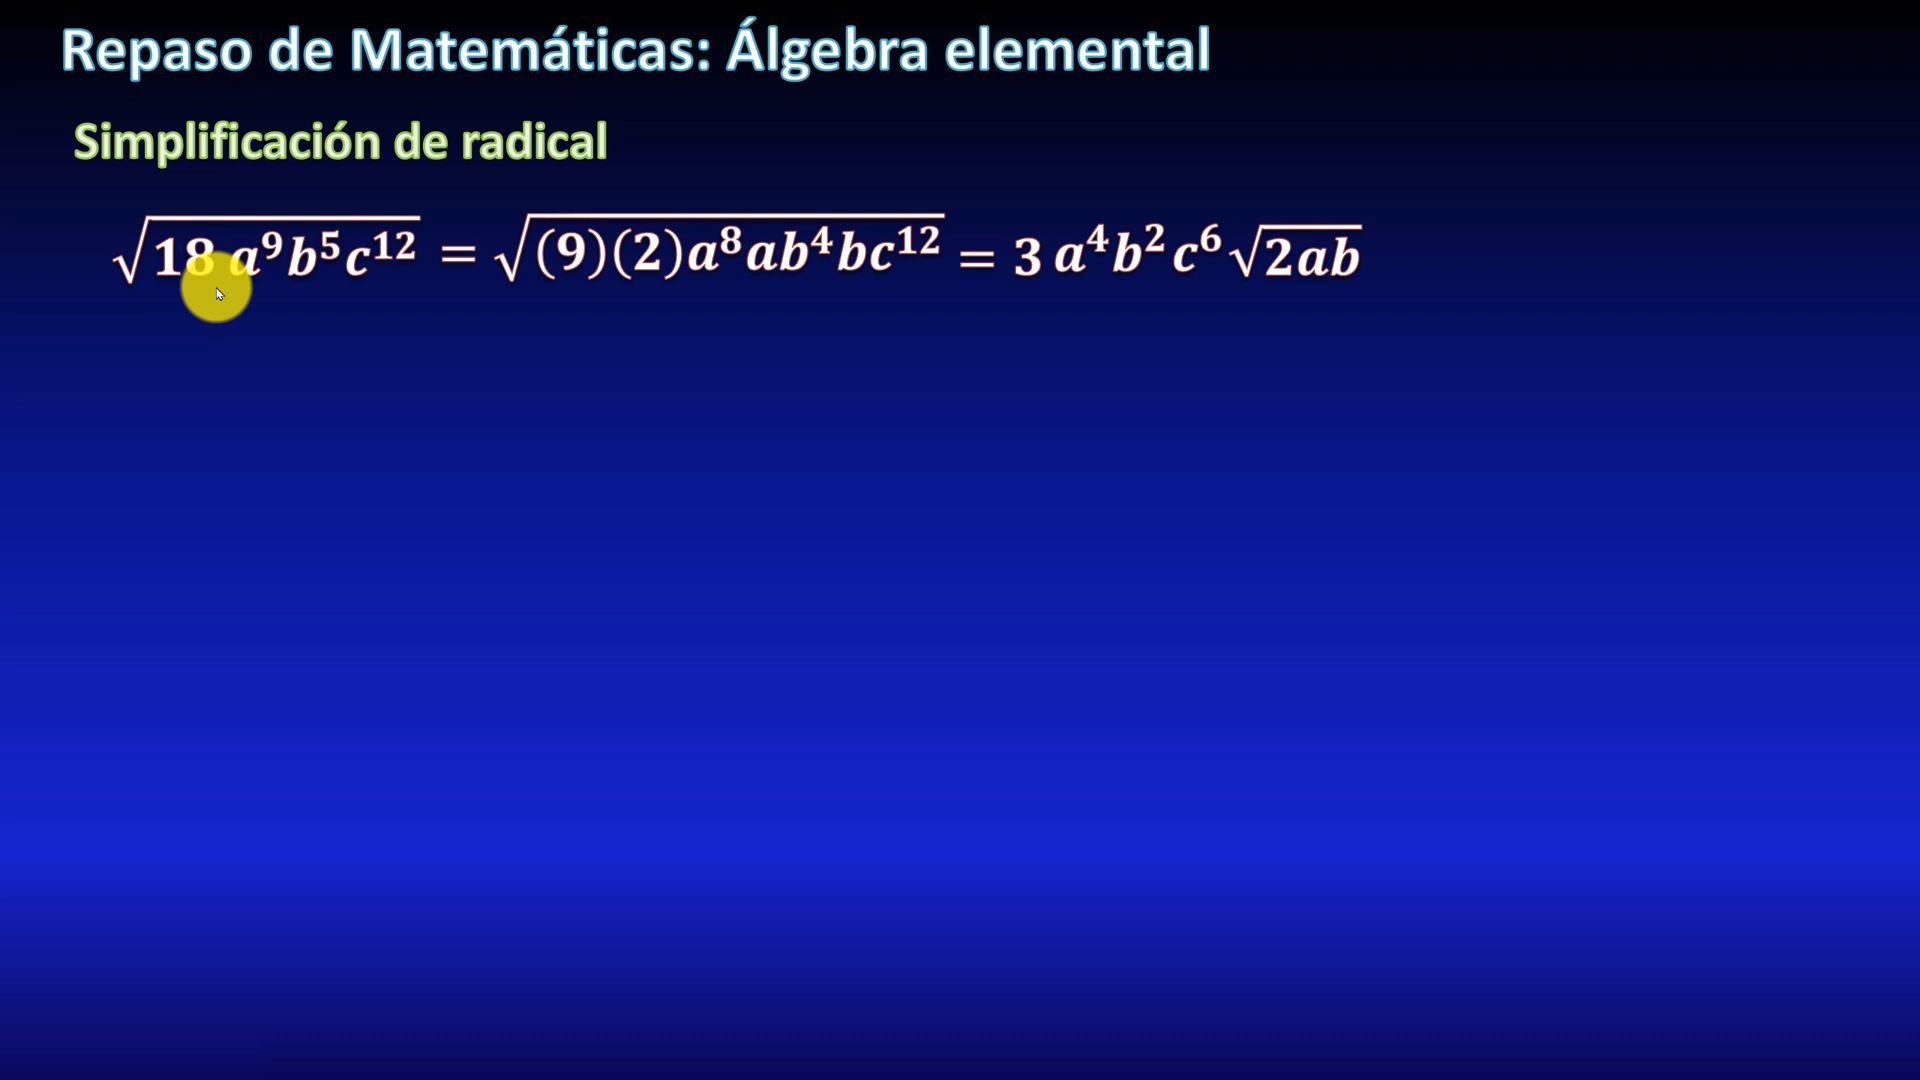 Repaso de Matemáticas: Álgebra elemental
Simplificación de radical
√(18 a⁹b⁵c¹²) = √((9)(2)a⁸ab⁴bc¹²) = 3 a⁴b²c⁶√(2ab)